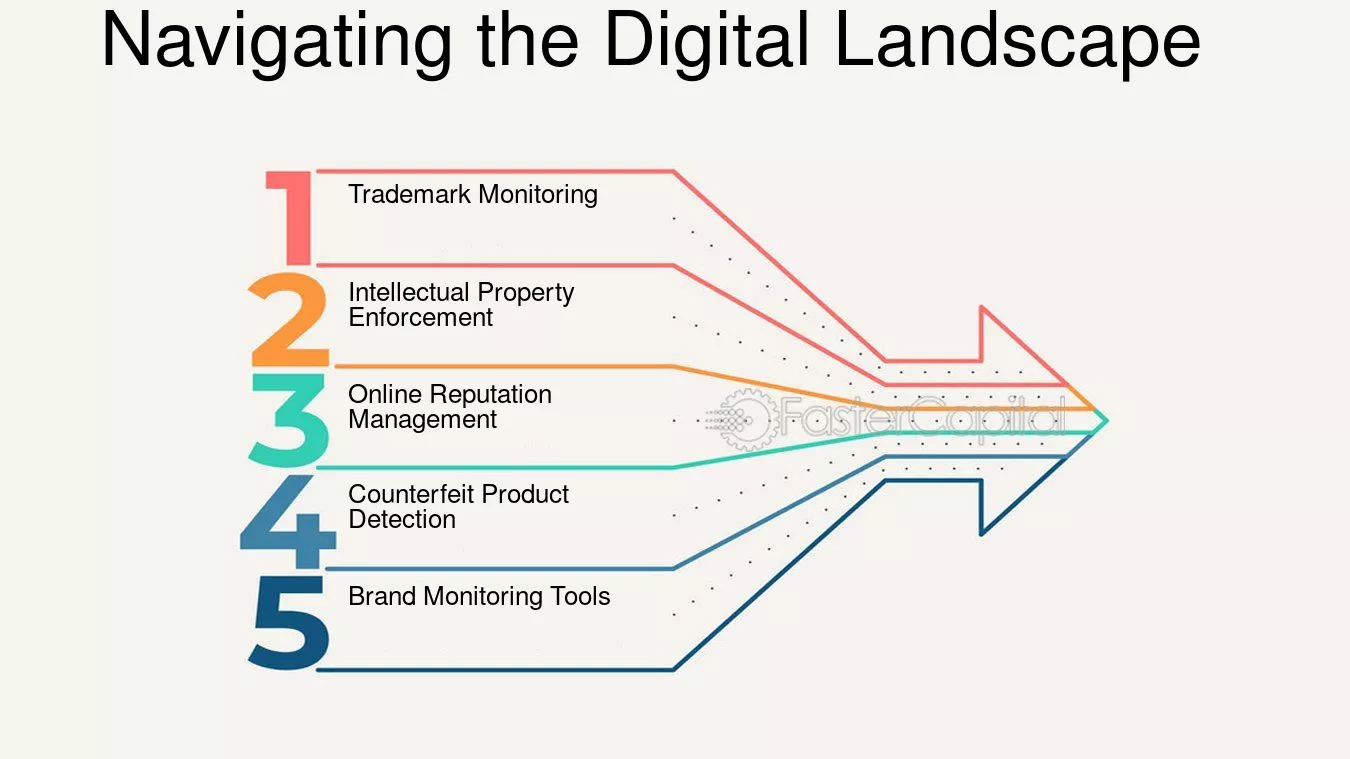 Navigating the Digital Landscape
1
Trademark Monitoring
2
Intellectual Property
Enforcement
3
Online Reputation
Management
FasterCapital
4
Counterfeit Product
Detection
5
Brand Monitoring Tools